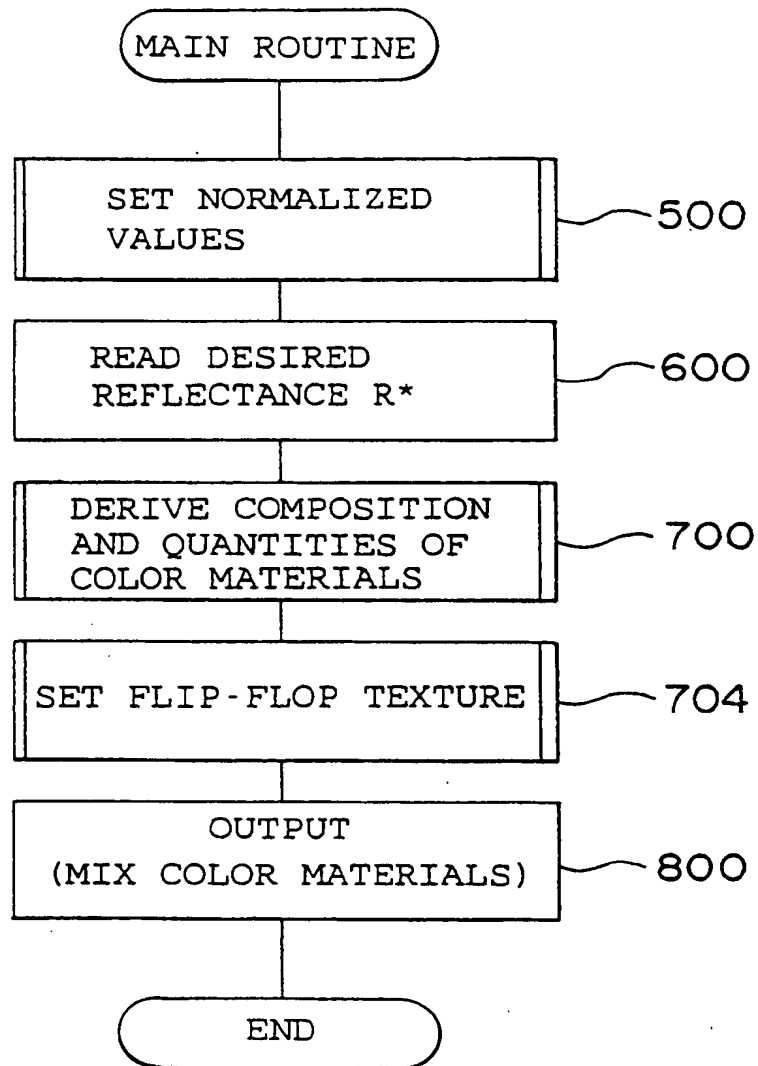 MAIN ROUTINE
SET NORMALIZED
VALUES
500
READ DESIRED
REFLECTANCE R*
600
DERIVE COMPOSITION
AND QUANTITIES OF
COLOR MATERIALS
700
SET FLIP-FLOP TEXTURE
704
OUTPUT
(MIX COLOR MATERIALS)
800
END